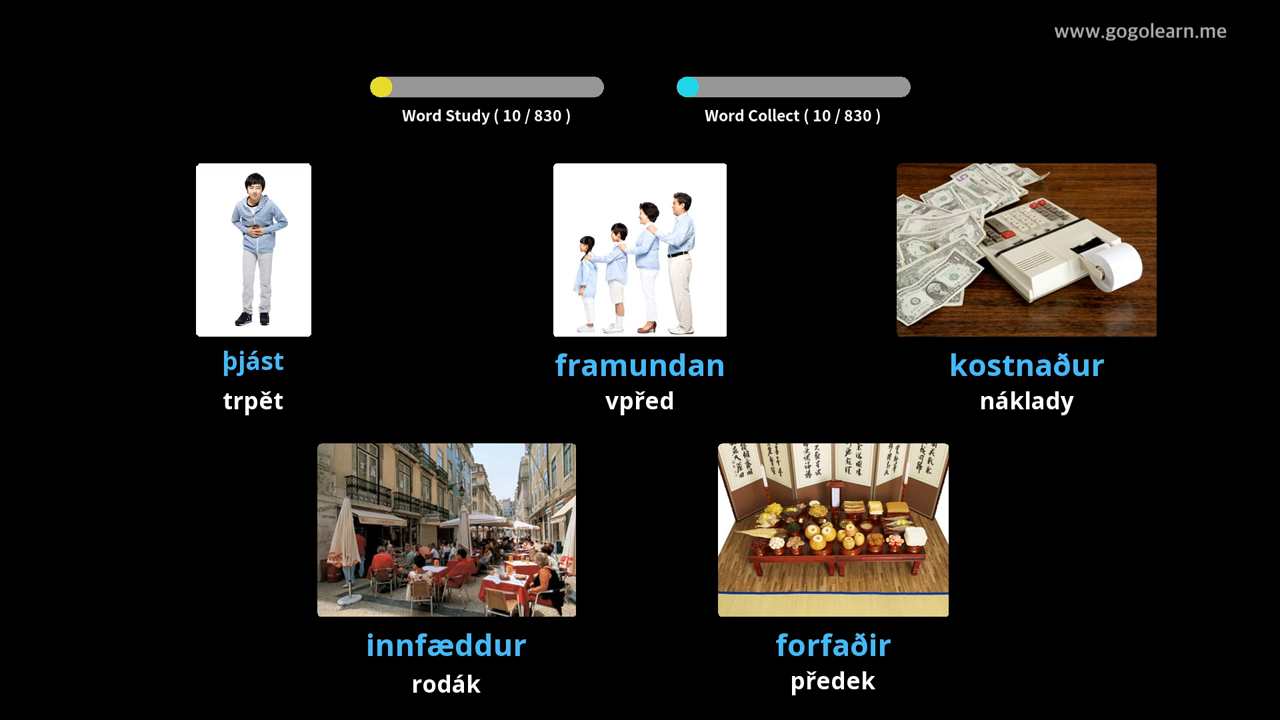 www.gogolearn.me
Word Study ( 10 / 830 )
Word Collect ( 10 / 830 )
þjást
trpět
framundan
vpřed
kostnaður
náklady
innfæddur
rodák
forfaðir
předek